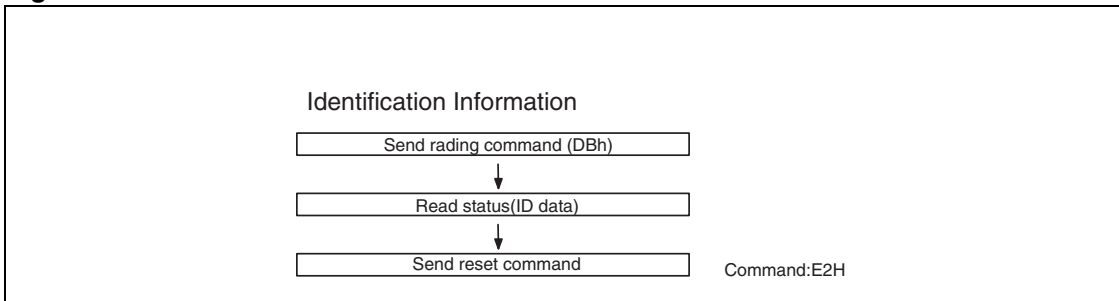 Identification Information
Send rading command (DBh)
Read status(ID data)
Send reset command
Command:E2H